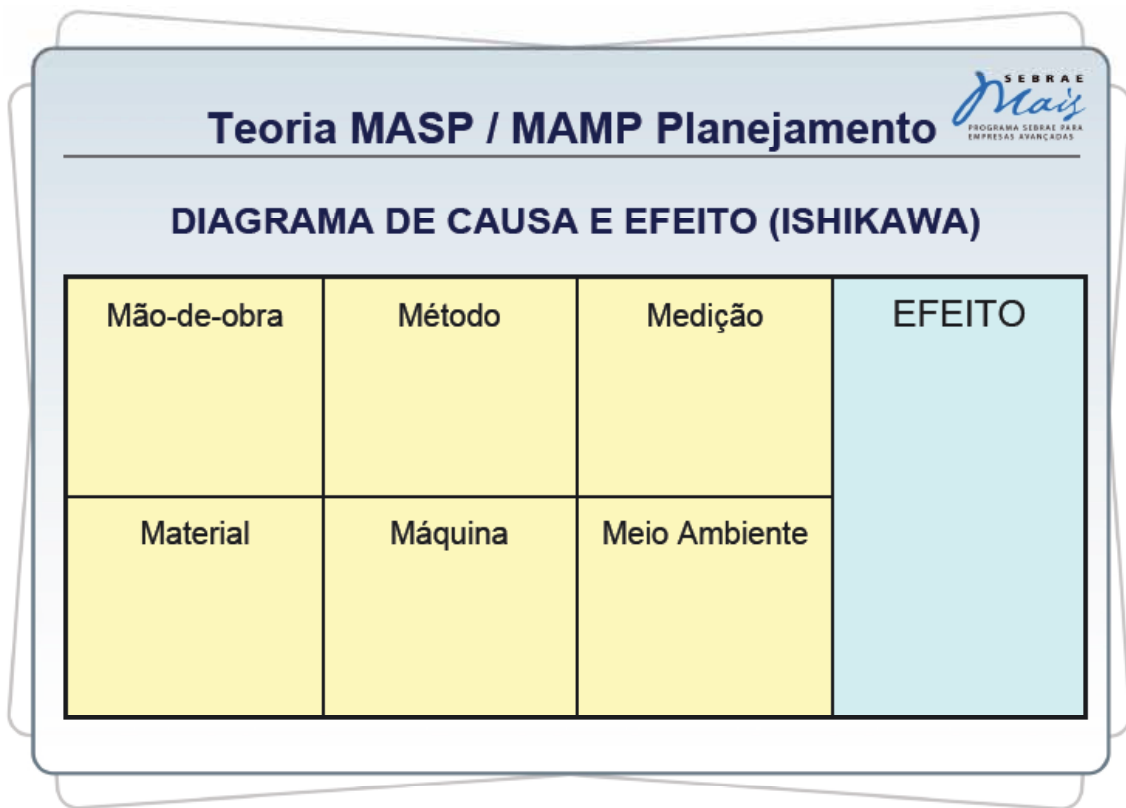 SEBRAE
Mais
PROGRAMA SEBRAE PARA
EMPRESAS AVANÇADAS
Teoria MASP / MAMP Planejamento
DIAGRAMA DE CAUSA E EFEITO (ISHIKAWA)
Mão-de-obra
Método
Medição
EFEITO
Material
Máquina
Meio Ambiente